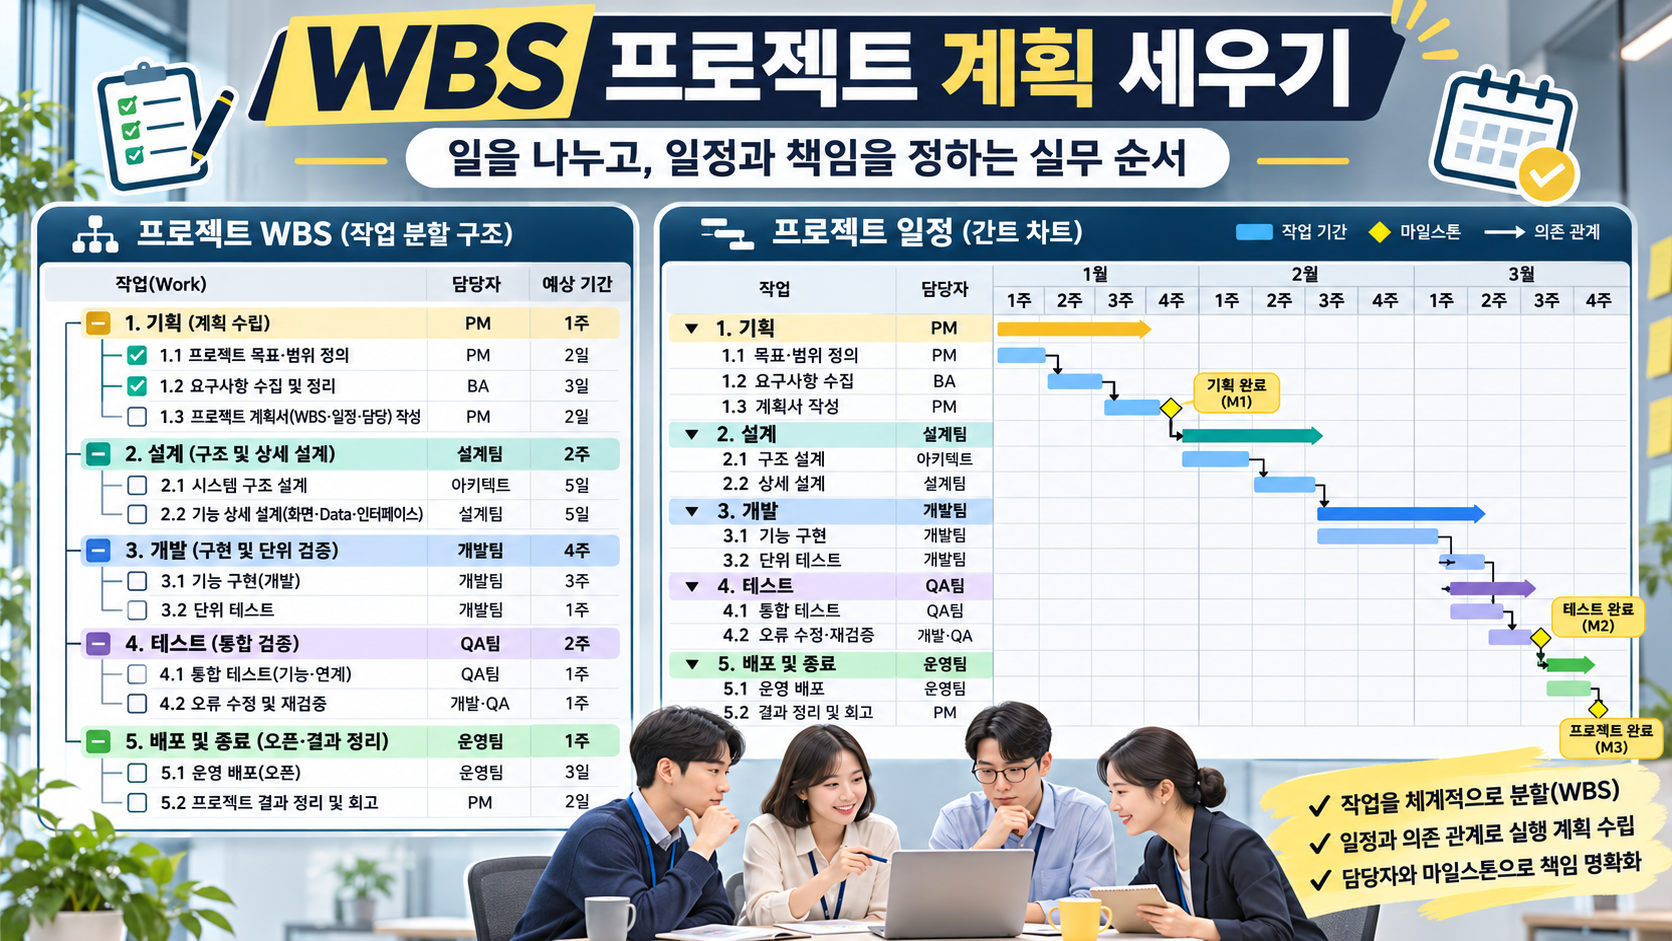 WBS 프로젝트 계획 세우기
일을 나누고, 일정과 책임을 정하는 실무 순서
프로젝트 WBS (작업 분할 구조)
작업(Work) 담당자 예상 기간
1. 기획 (계획 수립) PM 1주
1.1 프로젝트 목표·범위 정의 PM 2일
1.2 요구사항 수집 및 정리 BA 3일
1.3 프로젝트 계획서(WBS·일정·담당) 작성 PM 2일
2. 설계 (구조 및 상세 설계) 설계팀 2주
2.1 시스템 구조 설계 아키텍트 5일
2.2 기능 상세 설계(화면·Data·인터페이스) 설계팀 5일
3. 개발 (구현 및 단위 검증) 개발팀 4주
3.1 기능 구현(개발) 개발팀 3주
3.2 단위 테스트 개발팀 1주
4. 테스트 (통합 검증) QA팀 2주
4.1 통합 테스트(기능·연계) QA팀 1주
4.2 오류 수정 및 재검증 개발·QA 1주
5. 배포 및 종료 (오픈·결과 정리) 운영팀 1주
5.1 운영 배포(오픈) 운영팀 3일
5.2 프로젝트 결과 정리 및 회고 PM 2일
프로젝트 일정 (간트 차트) 작업 기간 마일스톤 의존 관계
작업 담당자 1월 2월 3월
1주 2주 3주 4주 1주 2주 3주 4주 1주 2주 3주 4주
1. 기획 PM
1.1 목표·범위 정의 PM
1.2 요구사항 수집 BA
1.3 계획서 작성 PM
기획 완료
(M1)
2. 설계 설계팀
2.1 구조 설계 아키텍트
2.2 상세 설계 설계팀
3. 개발 개발팀
3.1 기능 구현 개발팀
3.2 단위 테스트 개발팀
4. 테스트 QA팀
4.1 통합 테스트 QA팀
4.2 오류 수정·재검증 개발·QA
테스트 완료
(M2)
5. 배포 및 종료 운영팀
5.1 운영 배포 운영팀
5.2 결과 정리 및 회고 PM
프로젝트 완료
(M3)
작업을 체계적으로 분할(WBS)
일정과 의존 관계로 실행 계획 수립
담당자와 마일스톤으로 책임 명확화